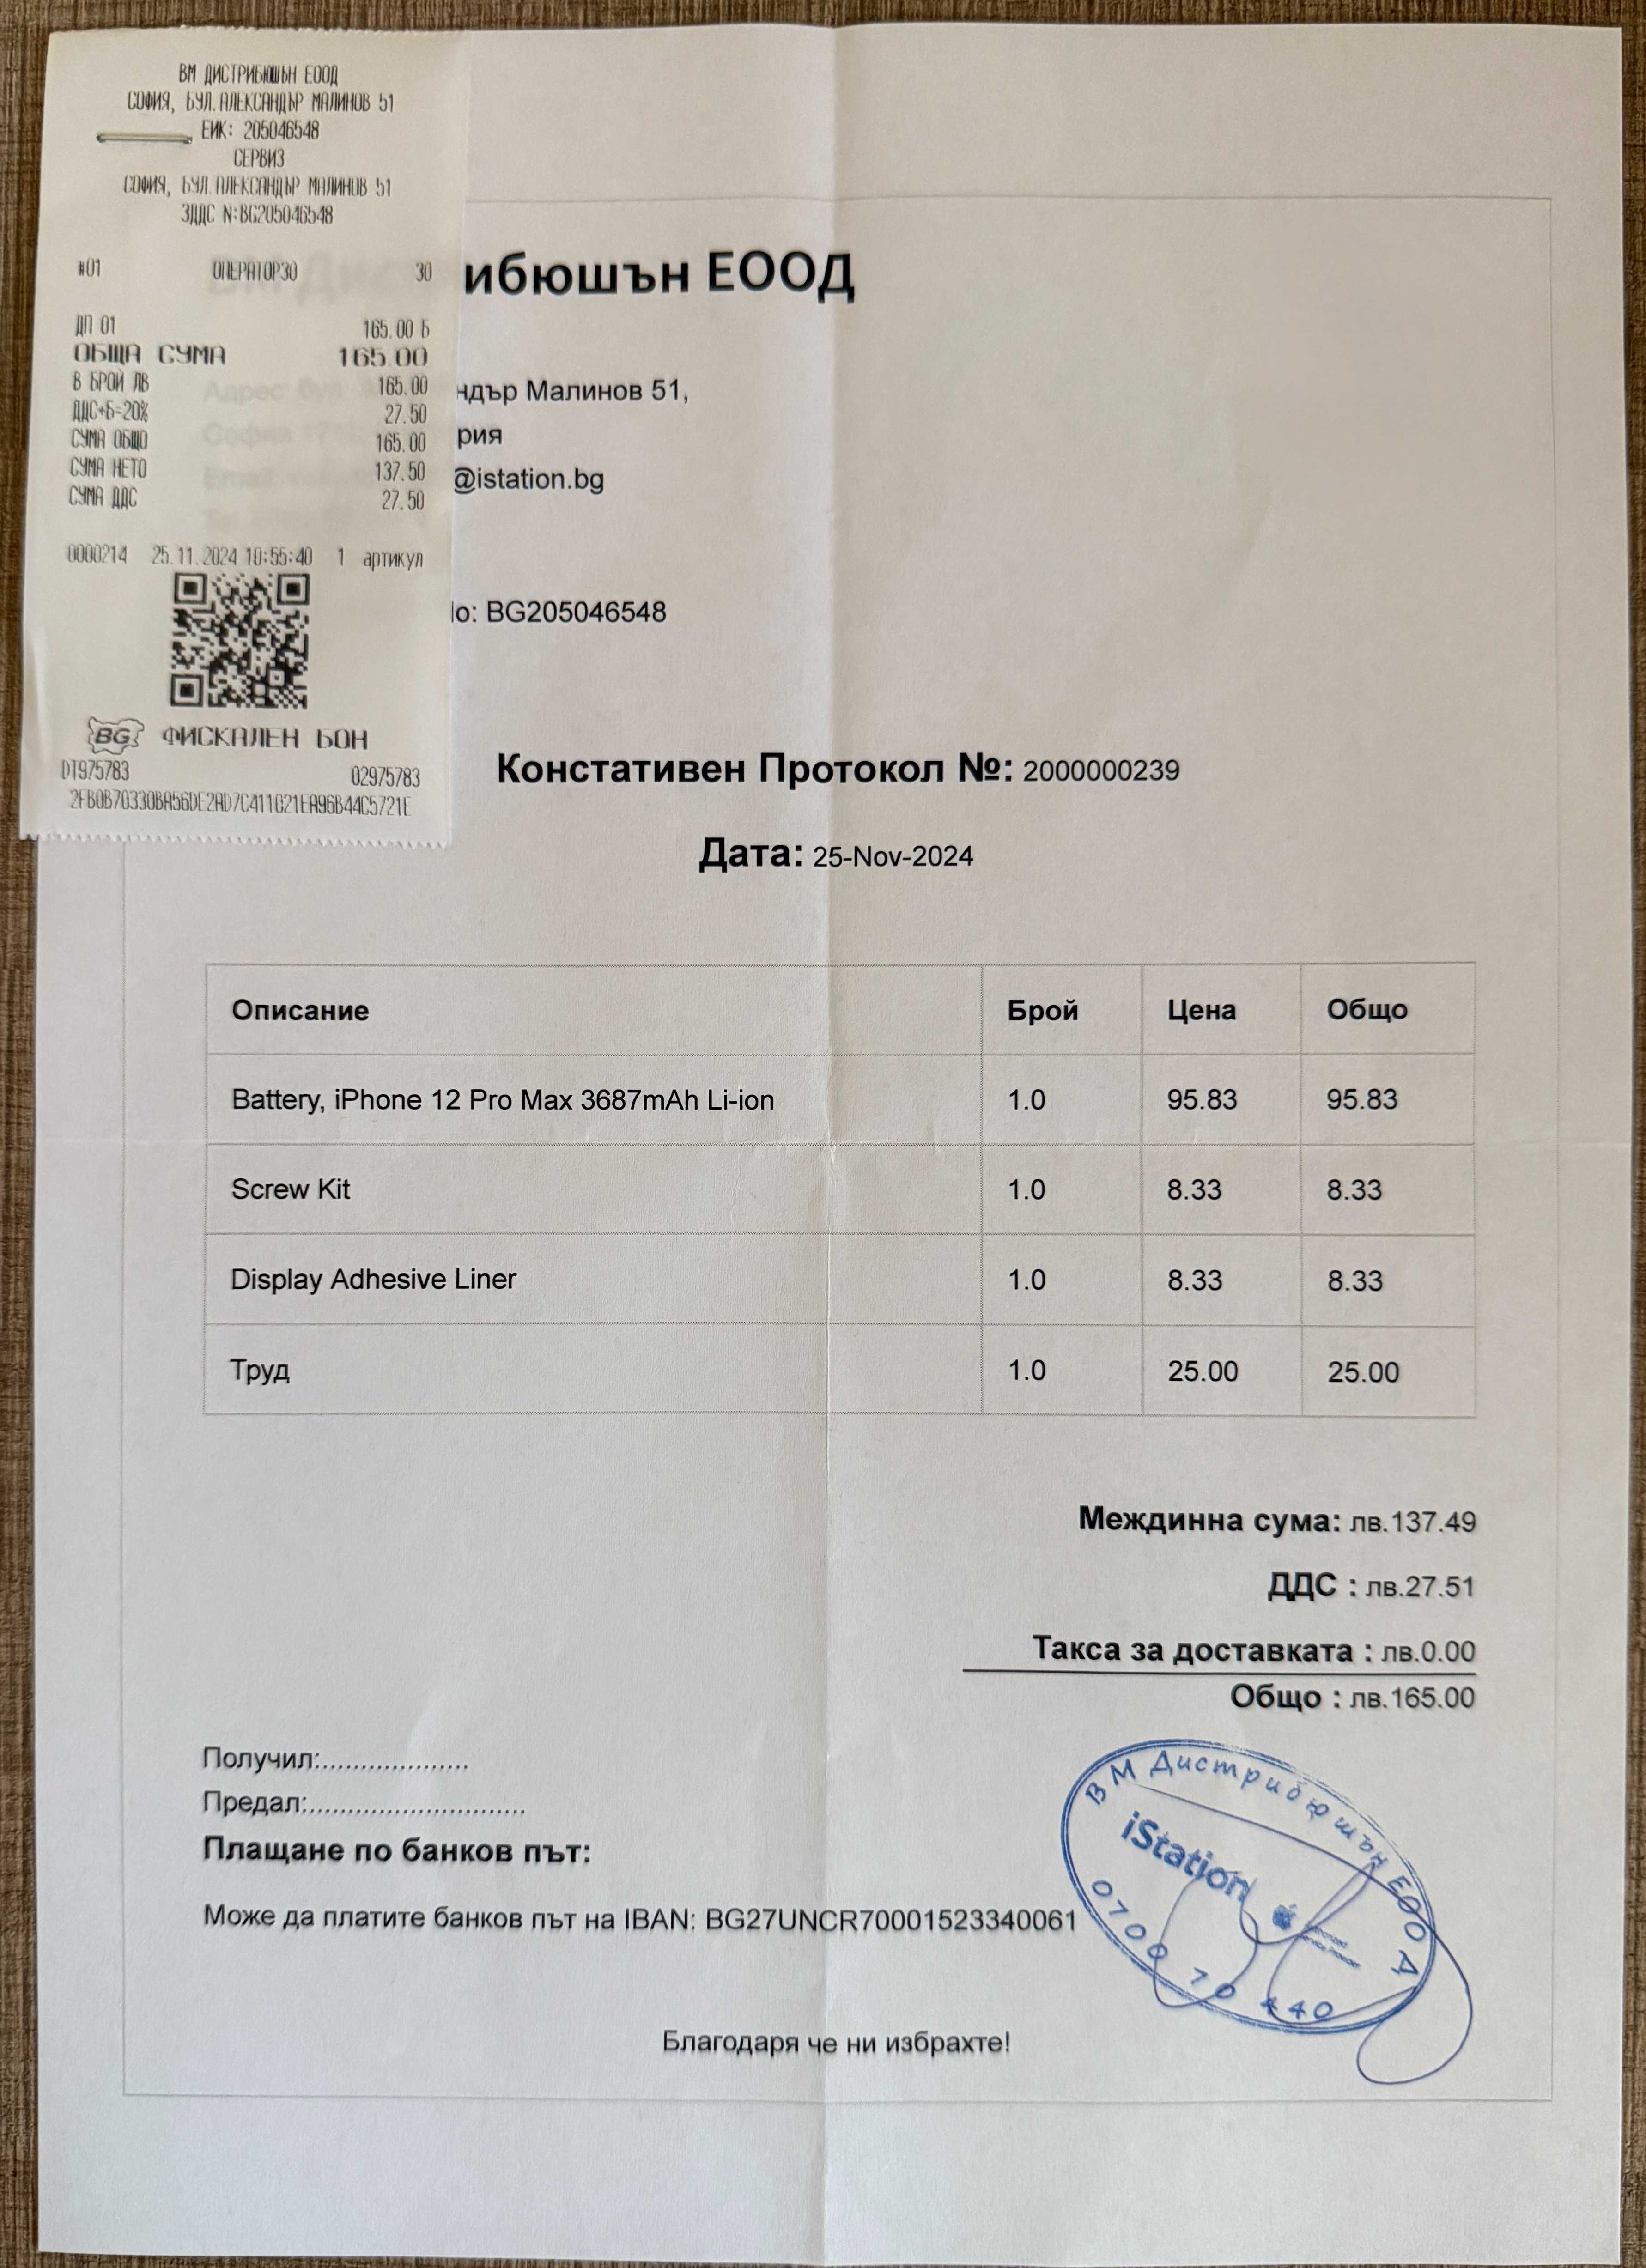 ВМ ДИСТРИБЮШЪН ЕООД
СОФИЯ, БУЛ.АЛЕКСАНДЪР МАЛИНОВ 51
ЕИК: 205046548
СЕРВИЗ
СОФИЯ, БУЛ.АЛЕКСАНДЪР МАЛИНОВ 51
ЗДДС N:BG205046548
#01 ОПЕРАТОР30 30
ДП 01 165.00 Б
ОБЩА СУМА 165.00
В БРОЙ ЛВ 165.00
ДДС+Б=20% 27.50
СУМА ОБЩО 165.00
СУМА НЕТО 137.50
СУМА ДДС 27.50
0000214 25.11.2024 10:55:40 1 артикул
BG ФИСКАЛЕН БОН
DT975783 02975783
2FB0B70330BA56DE2AD7C411G21EA96B44C5721E
ибюшън ЕООД
ндър Малинов 51,
рия
@istation.bg
lo: BG205046548
Констативен Протокол №: 2000000239
Дата: 25-Nov-2024
Описание Брой Цена Общо
Battery, iPhone 12 Pro Max 3687mAh Li-ion 1.0 95.83 95.83
Screw Kit 1.0 8.33 8.33
Display Adhesive Liner 1.0 8.33 8.33
Труд 1.0 25.00 25.00
Междинна сума: лв.137.49
ДДС : лв.27.51
Такса за доставката : лв.0.00
Общо : лв.165.00
Получил:.....................
Предал:.............................
Плащане по банков път:
Може да платите банков път на IBAN: BG27UNCR70001523340061
ВМ Дистрибюшън ЕООД
iStation
0700 70 440
Благодаря че ни избрахте!